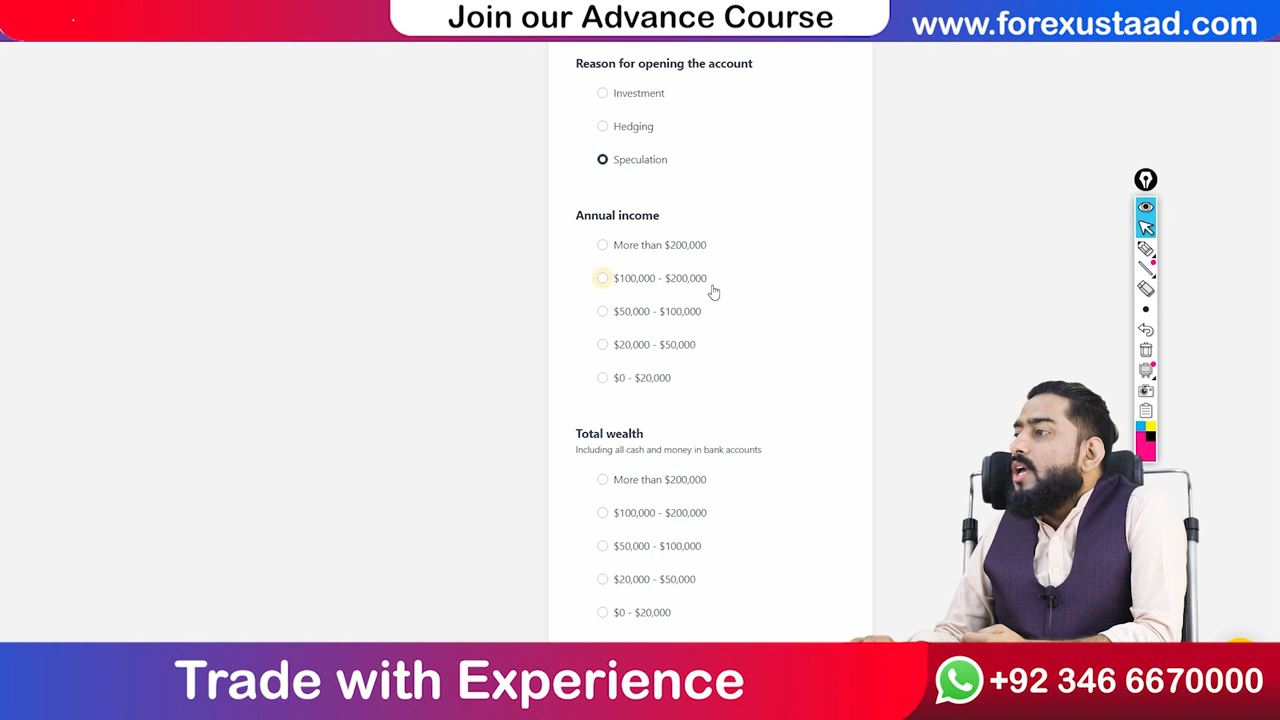 Join our Advance Course
www.forexustaad.com
Reason for opening the account
Investment
Hedging
Speculation
Annual income
More than $200,000
$100,000 - $200,000
$50,000 - $100,000
$20,000 - $50,000
$0 - $20,000
Total wealth
Including all cash and money in bank accounts
More than $200,000
$100,000 - $200,000
$50,000 - $100,000
$20,000 - $50,000
$0 - $20,000
Trade with Experience
+92 346 6670000